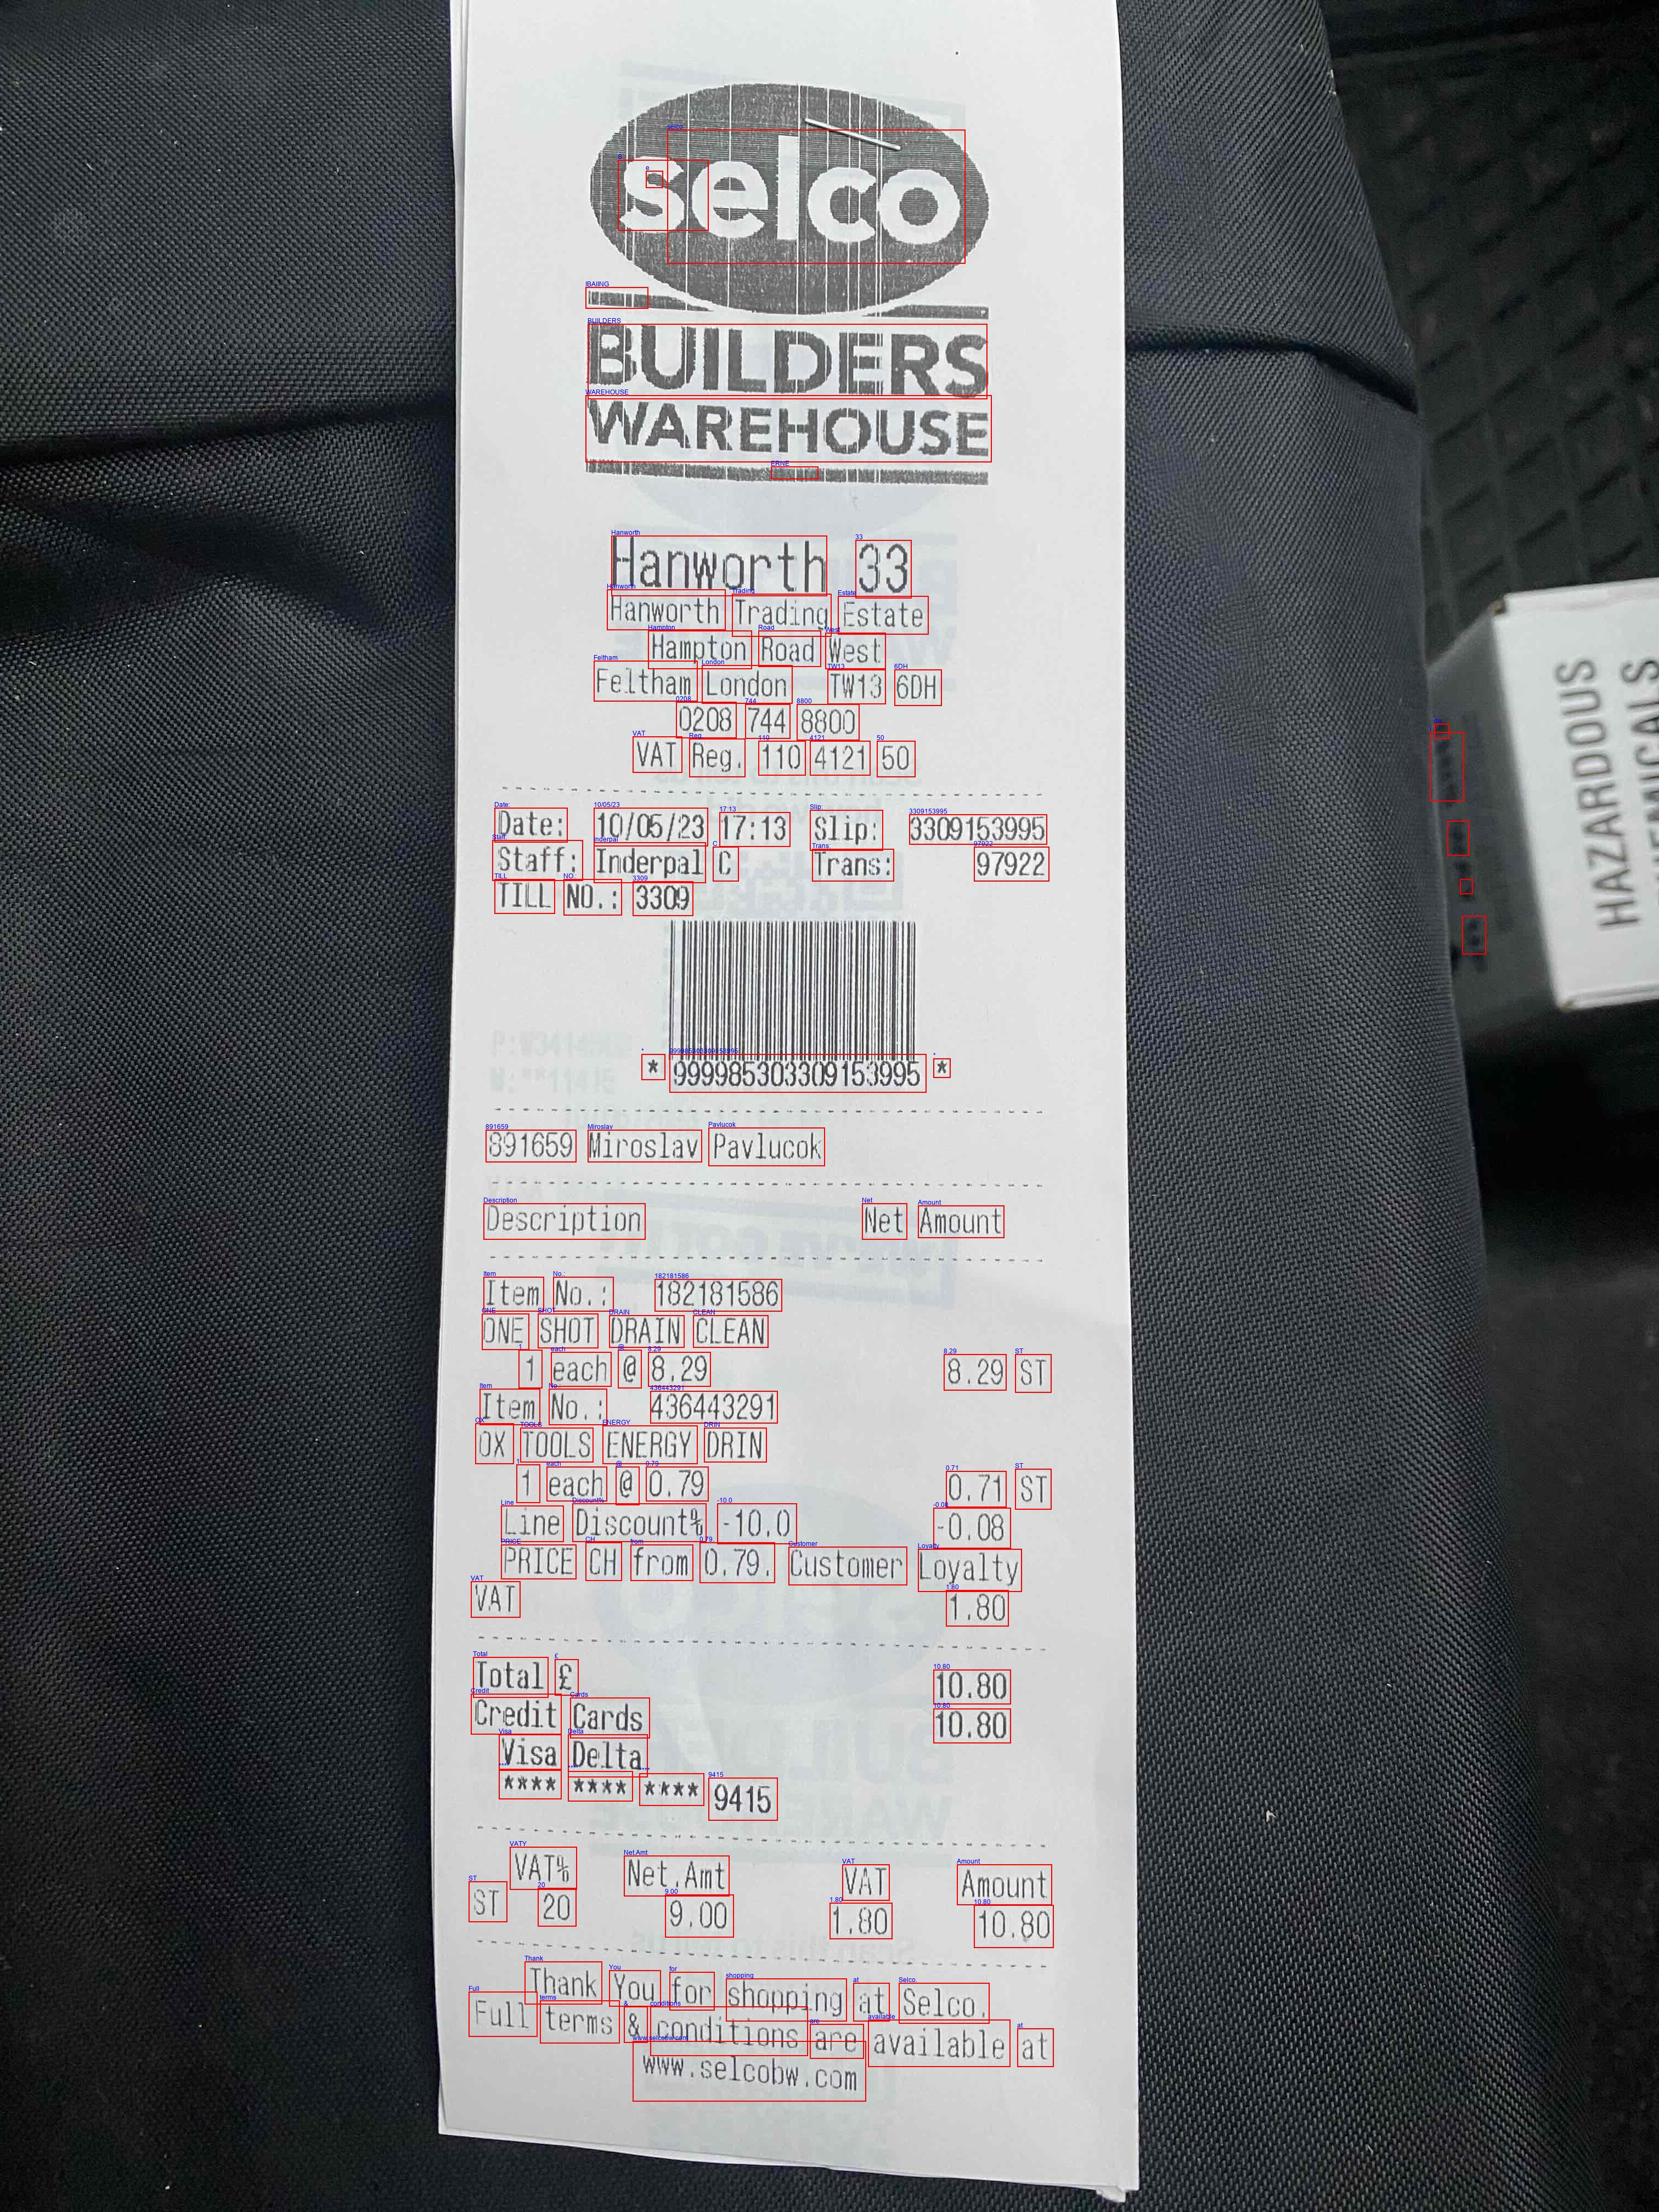 selco
BUILDERS
WAREHOUSE
Hanworth 33
Hanworth Trading Estate
Hampton Road West
Feltham London TW13 6DH
0208 744 8800
VAT Reg. 110 4121 50
Date: 10/05/23 17:13 Slip: 3309153995
Staff: Inderpal C Trans: 97922
TILL NO.: 3309
* 999985303309153995 *
891659 Miroslav Pavlucok
Description Net Amount
Item No.: 182181586
ONE SHOT DRAIN CLEAN
1 each @ 8.29 8.29 ST
Item No.: 436443291
OX TOOLS ENERGY DRIN
1 each @ 0.79 0.71 ST
Line Discount% -10.0 -0.08
PRICE CH from 0.79. Customer Loyalty
VAT 1.80
Total £ 10.80
Credit Cards 10.80
Visa Delta
**** **** **** 9415
VAT% Net.Amt VAT Amount
ST 20 9.00 1.80 10.80
Thank You for shopping at Selco.
Full terms & conditions are available at
www.selcobw.com
HAZARDOUS